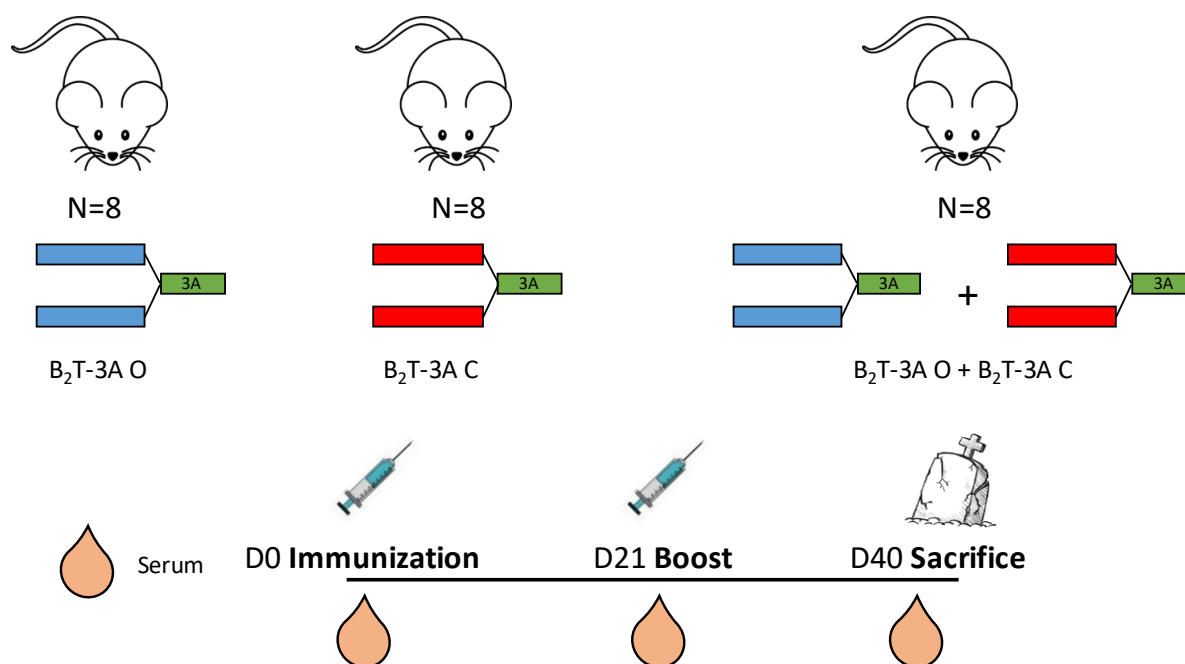 N=8 N=8 N=8
3A 3A 3A + 3A
B₂T-3A O B₂T-3A C B₂T-3A O + B₂T-3A C
Serum D0 Immunization D21 Boost D40 Sacrifice